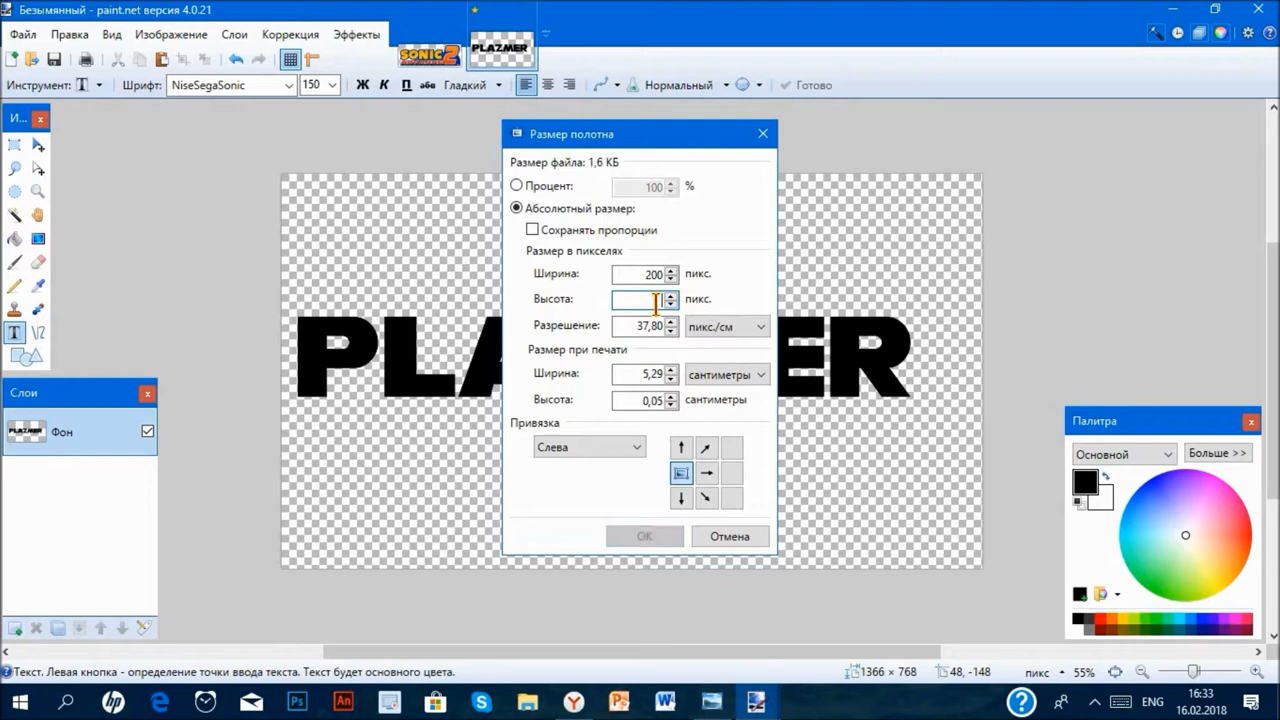 Безымянный - paint.net версия 4.0.21
Файл Правка Вид Изображение Слои Коррекция Эффекты
SONIC 2
PLAZMER
Инструмент: T Шрифт: NiseSegaSonic 150 Ж К П abc Гладкий Нормальный Готово
И...
Размер полотна
Размер файла: 1,6 КБ
Процент: 100 %
Абсолютный размер:
Сохранять пропорции
Размер в пикселях
Ширина: 200 пикс.
Высота: пикс.
Разрешение: 37,80 пикс./см
Размер при печати
Ширина: 5,29 сантиметры
Высота: 0,05 сантиметры
Привязка
Слева
OK Отмена
PLA
ER
Слои
PLAZMER Фон
Палитра
Основной Больше >>
Текст. Левая кнопка - определение точки ввода текста. Текст будет основного цвета. 1366 × 768 48, -148 пикс 55%
hp Ps An ENG 16:33
16.02.2018